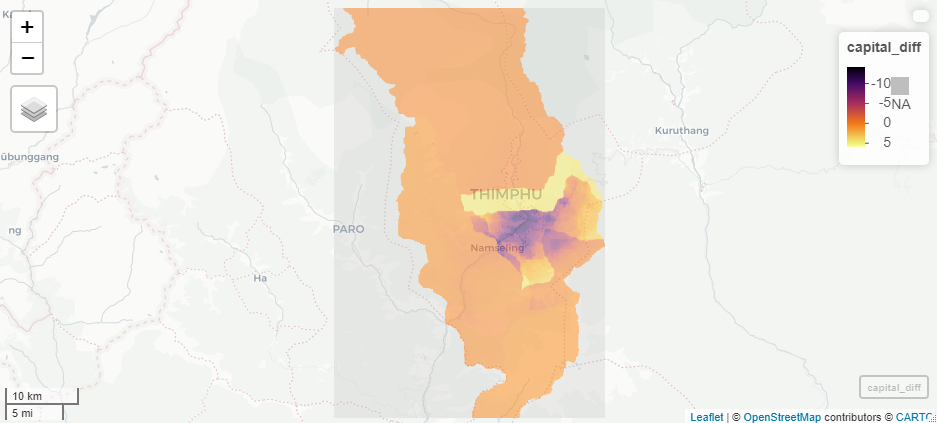 +
−
capital_diff
-10
-5
NA
0
5
Kuruthang
übunggang
THIMPHU
ng
PARO
Namseling
Ha
capital_diff
10 km
5 mi
Leaflet | © OpenStreetMap contributors © CARTO